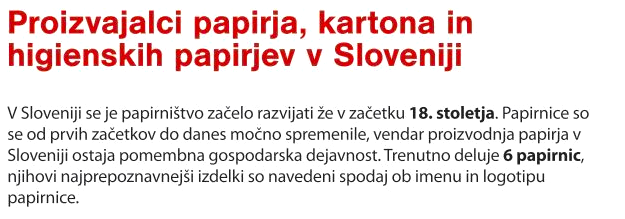 Proizvajalci papirja, kartona in
higienskih papirjev v Sloveniji
V Sloveniji se je papirništvo začelo razvijati že v začetku 18. stoletja. Papirnice so
se od prvih začetkov do danes močno spremenile, vendar proizvodnja papirja v
Sloveniji ostaja pomembna gospodarska dejavnost. Trenutno deluje 6 papirnic,
njihovi najprepoznavnejši izdelki so navedeni spodaj ob imenu in logotipu
papirnice.